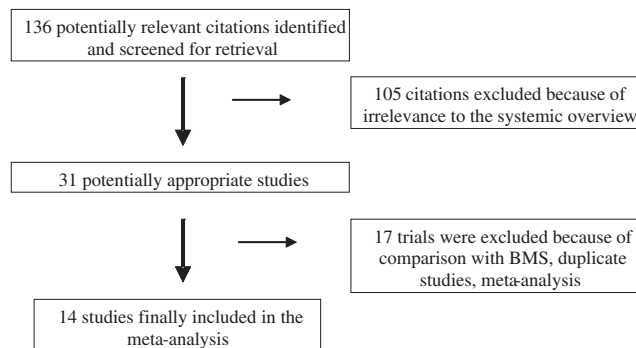 136 potentially relevant citations identified
and screened for retrieval
105 citations excluded because of
irrelevance to the systemic overview
31 potentially appropriate studies
17 trials were excluded because of
comparison with BMS, duplicate
studies, meta-analysis
14 studies finally included in the
meta-analysis